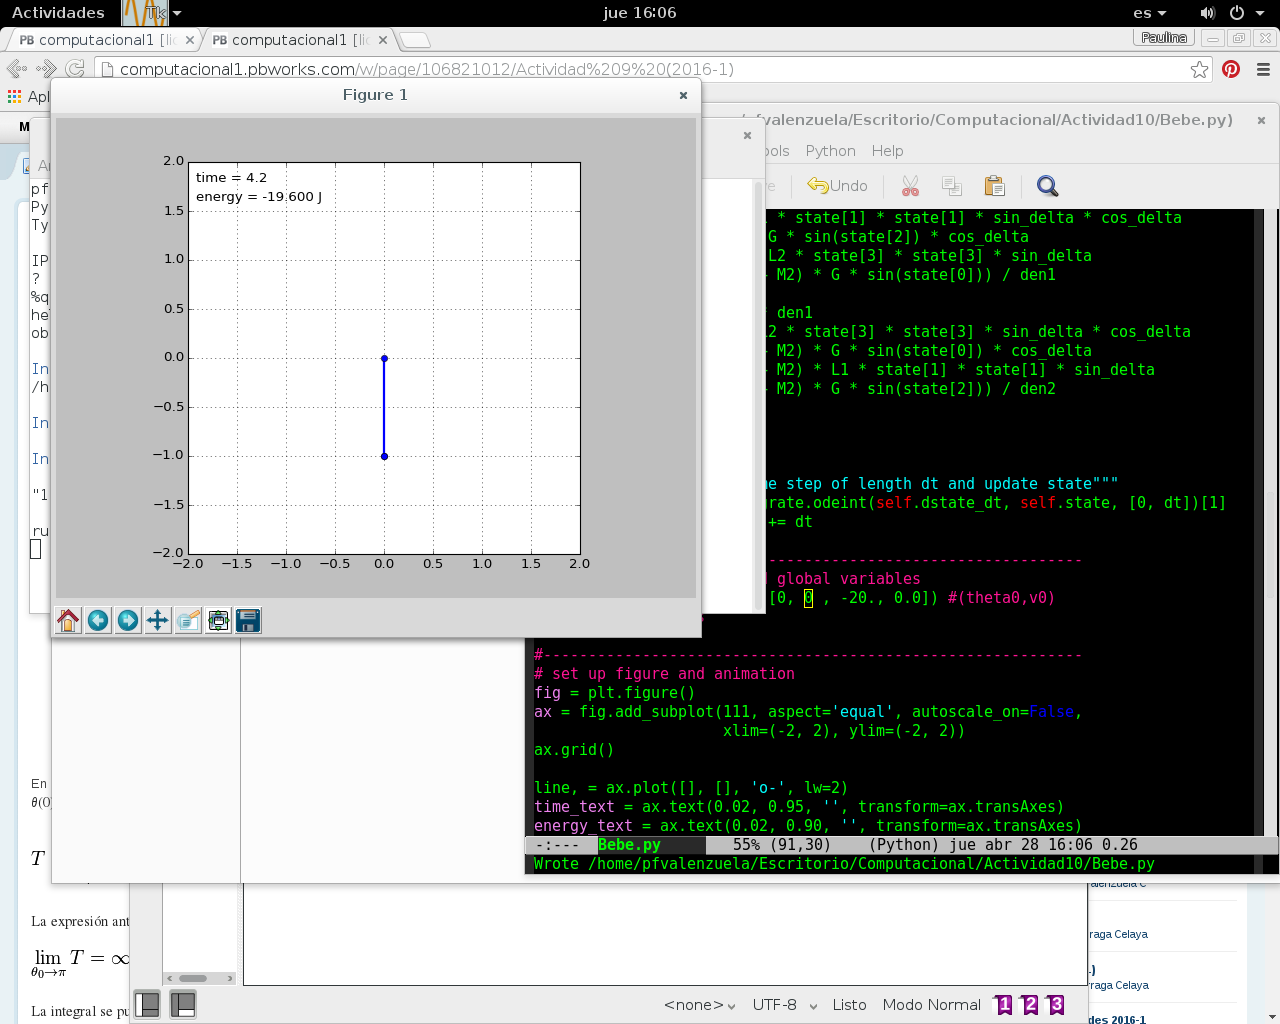 Actividades
Tk
jue 16:06
es
PB computacional1 [lic
PB computacional1 [lic
Paulina
computacional1.pbworks.com/w/page/106821012/Actividad%209%20(2016-1)
Figure 1
/pfvalenzuela/Escritorio/Computacional/Actividad10/Bebe.py)
ools Python Help
Undo
2.0
1.5
1.0
0.5
0.0
−0.5
−1.0
−1.5
−2.0
time = 4.2
energy = -19.600 J
−2.0 −1.5 −1.0 −0.5 0.0 0.5 1.0 1.5 2.0
pf
Py
Ty
IP
?
%q
he
ob
In
/h
In
In
"1
ru
* state[1] * state[1] * sin_delta * cos_delta
G * sin(state[2]) * cos_delta
L2 * state[3] * state[3] * sin_delta
M2) * G * sin(state[0])) / den1
den1
L2 * state[3] * state[3] * sin_delta * cos_delta
M2) * G * sin(state[0]) * cos_delta
M2) * L1 * state[1] * state[1] * sin_delta
M2) * G * sin(state[2])) / den2
e step of length dt and update state"""
rate.odeint(self.dstate_dt, self.state, [0, dt])[1]
+= dt
-----------------------------------
global variables
[0, 0 , -20., 0.0]) #(theta0,v0)
#------------------------------------------------------------
# set up figure and animation
fig = plt.figure()
ax = fig.add_subplot(111, aspect='equal', autoscale_on=False,
xlim=(-2, 2), ylim=(-2, 2))
ax.grid()
line, = ax.plot([], [], 'o-', lw=2)
time_text = ax.text(0.02, 0.95, '', transform=ax.transAxes)
energy_text = ax.text(0.02, 0.90, '', transform=ax.transAxes)
-:--- Bebe.py 55% (91,30) (Python) jue abr 28 16:06 0.26
Wrote /home/pfvalenzuela/Escritorio/Computacional/Actividad10/Bebe.py
En
θ(0)
T
La expresión ant
lim T = ∞
θ0→π
La integral se pu
alenzuela C
raga Celaya
.)
rraga Celaya
des 2016-1
<none> UTF-8 Listo Modo Normal 1 2 3